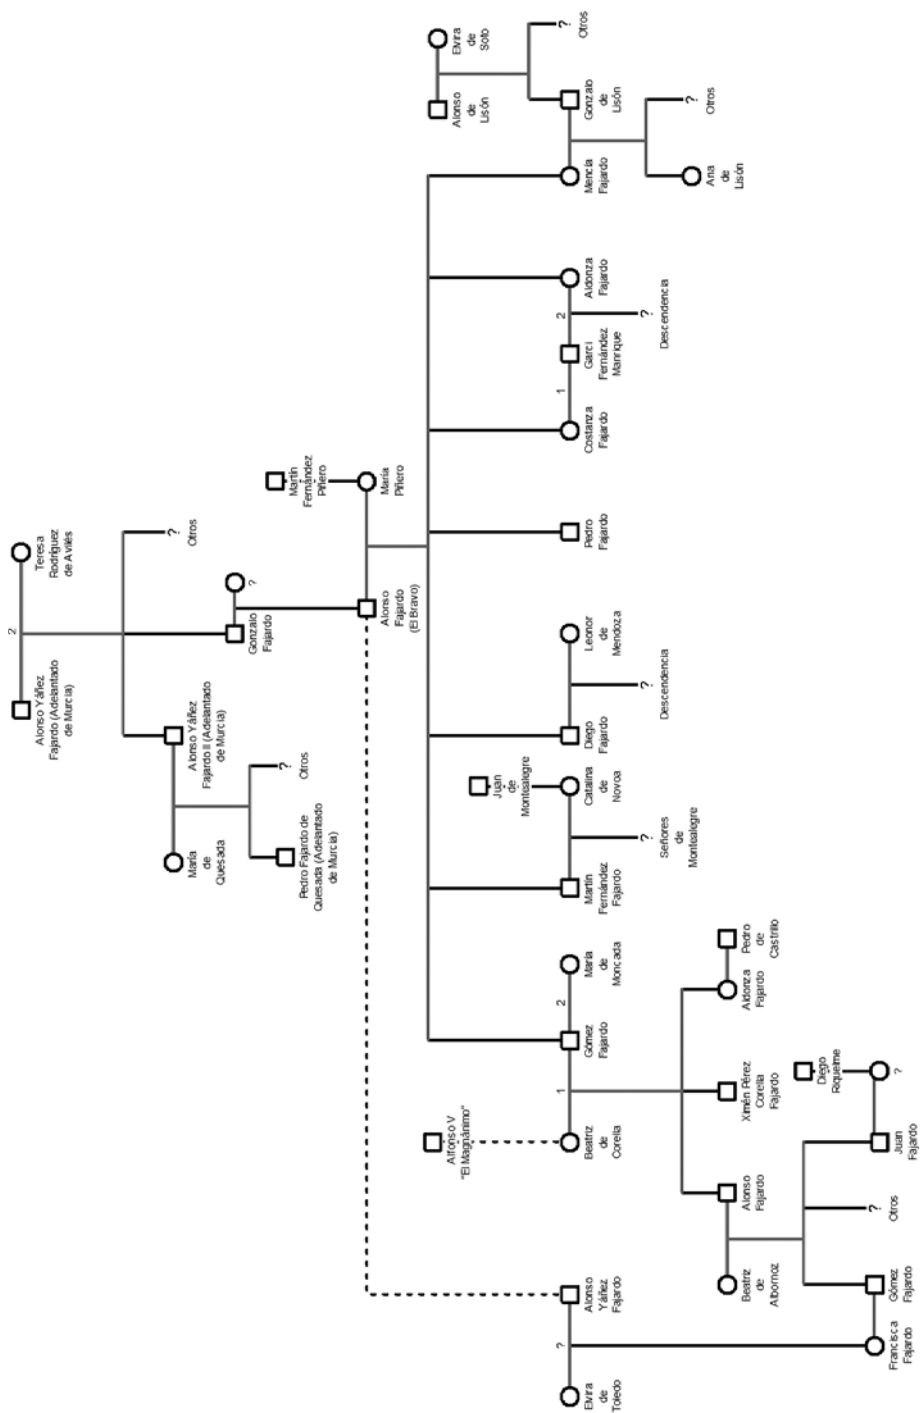 2
Alonso Yáñez
Fajardo (Adelantado
de Murcia)
Teresa
Rodríguez
de Avilés
María
de
Quesada
Alonso Yáñez
Fajardo II (Adelantado
de Murcia)
?
Otros
Gonzalo
Fajardo
?
Pedro Fajardo de
Quesada (Adelantado
de Murcia)
?
Otros
Martín
Fernández
Piñero
Alonso
Fajardo
(El Bravo)
María
Piñero
Alfonso V
"El Magnánimo"
Alonso
de
Lisón
Elvira
de
Soto
Juan
de
Montealegre
?
1
2
1
2
?
Otros
Elvira
de
Toledo
Alonso
Yáñez
Fajardo
Beatriz
de
Corella
Gómez
Fajardo
María
de
Moncada
Martín
Fernández
Fajardo
Catalina
de
Novoa
Diego
Fajardo
Leonor
de
Mendoza
Pedro
Fajardo
Costanza
Fajardo
Garci
Fernández
Manrique
Aldonza
Fajardo
Mencía
Fajardo
Gonzalo
de
Lisón
?
Señores
de
Montealegre
?
Descendencia
?
Descendencia
Ana
de
Lisón
?
Otros
Beatriz
de
Albornoz
Alonso
Fajardo
Ximén Pérez
Corella
Fajardo
Aldonza
Fajardo
Pedro
de
Castrillo
Diego
Riquelme
Francisca
Fajardo
Gómez
Fajardo
?
Otros
Juan
Fajardo
?